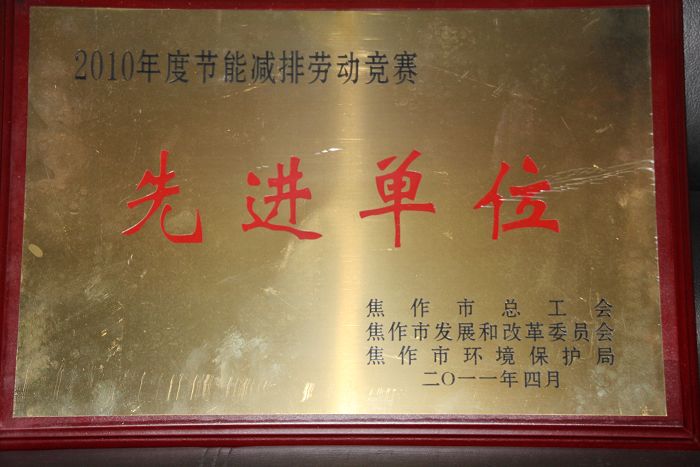 2010年度节能减排劳动竞赛
先进单位
焦作市总工会
焦作市发展和改革委员会
焦作市环境保护局
二〇一一年四月